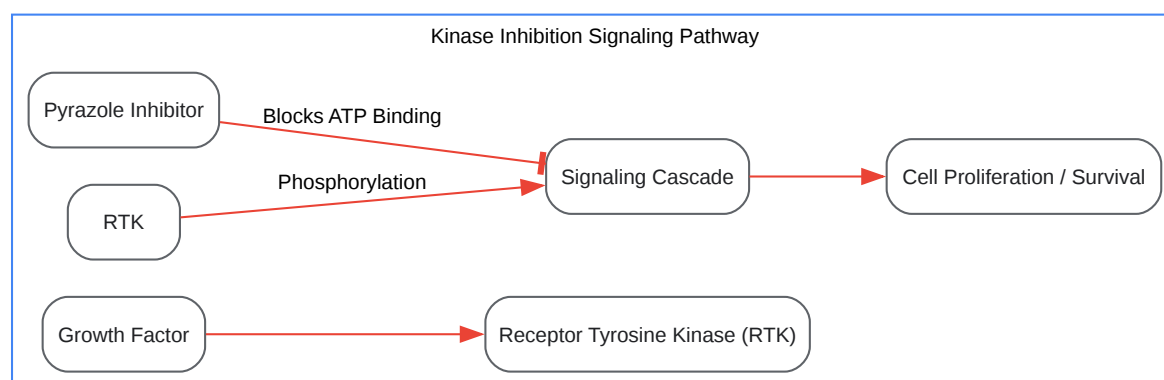 Kinase Inhibition Signaling Pathway
Pyrazole Inhibitor
Blocks ATP Binding
Signaling Cascade
Cell Proliferation / Survival
Phosphorylation
RTK
Growth Factor
Receptor Tyrosine Kinase (RTK)